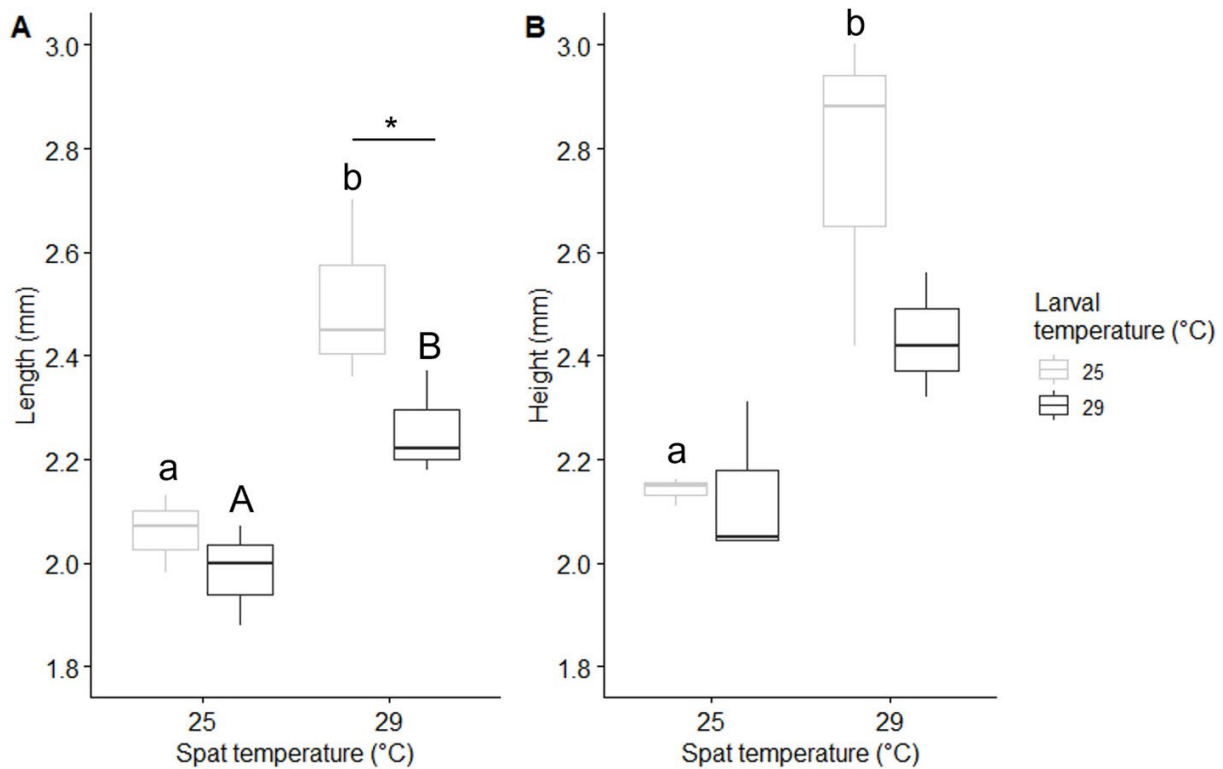 A
3.0
2.8
2.6
2.4
2.2
2.0
1.8
Length (mm)
a
A
b
B
*
25
29
Spat temperature (°C)
B
3.0
2.8
2.6
2.4
2.2
2.0
1.8
Height (mm)
a
b
25
29
Spat temperature (°C)
Larval
temperature (°C)
25
29